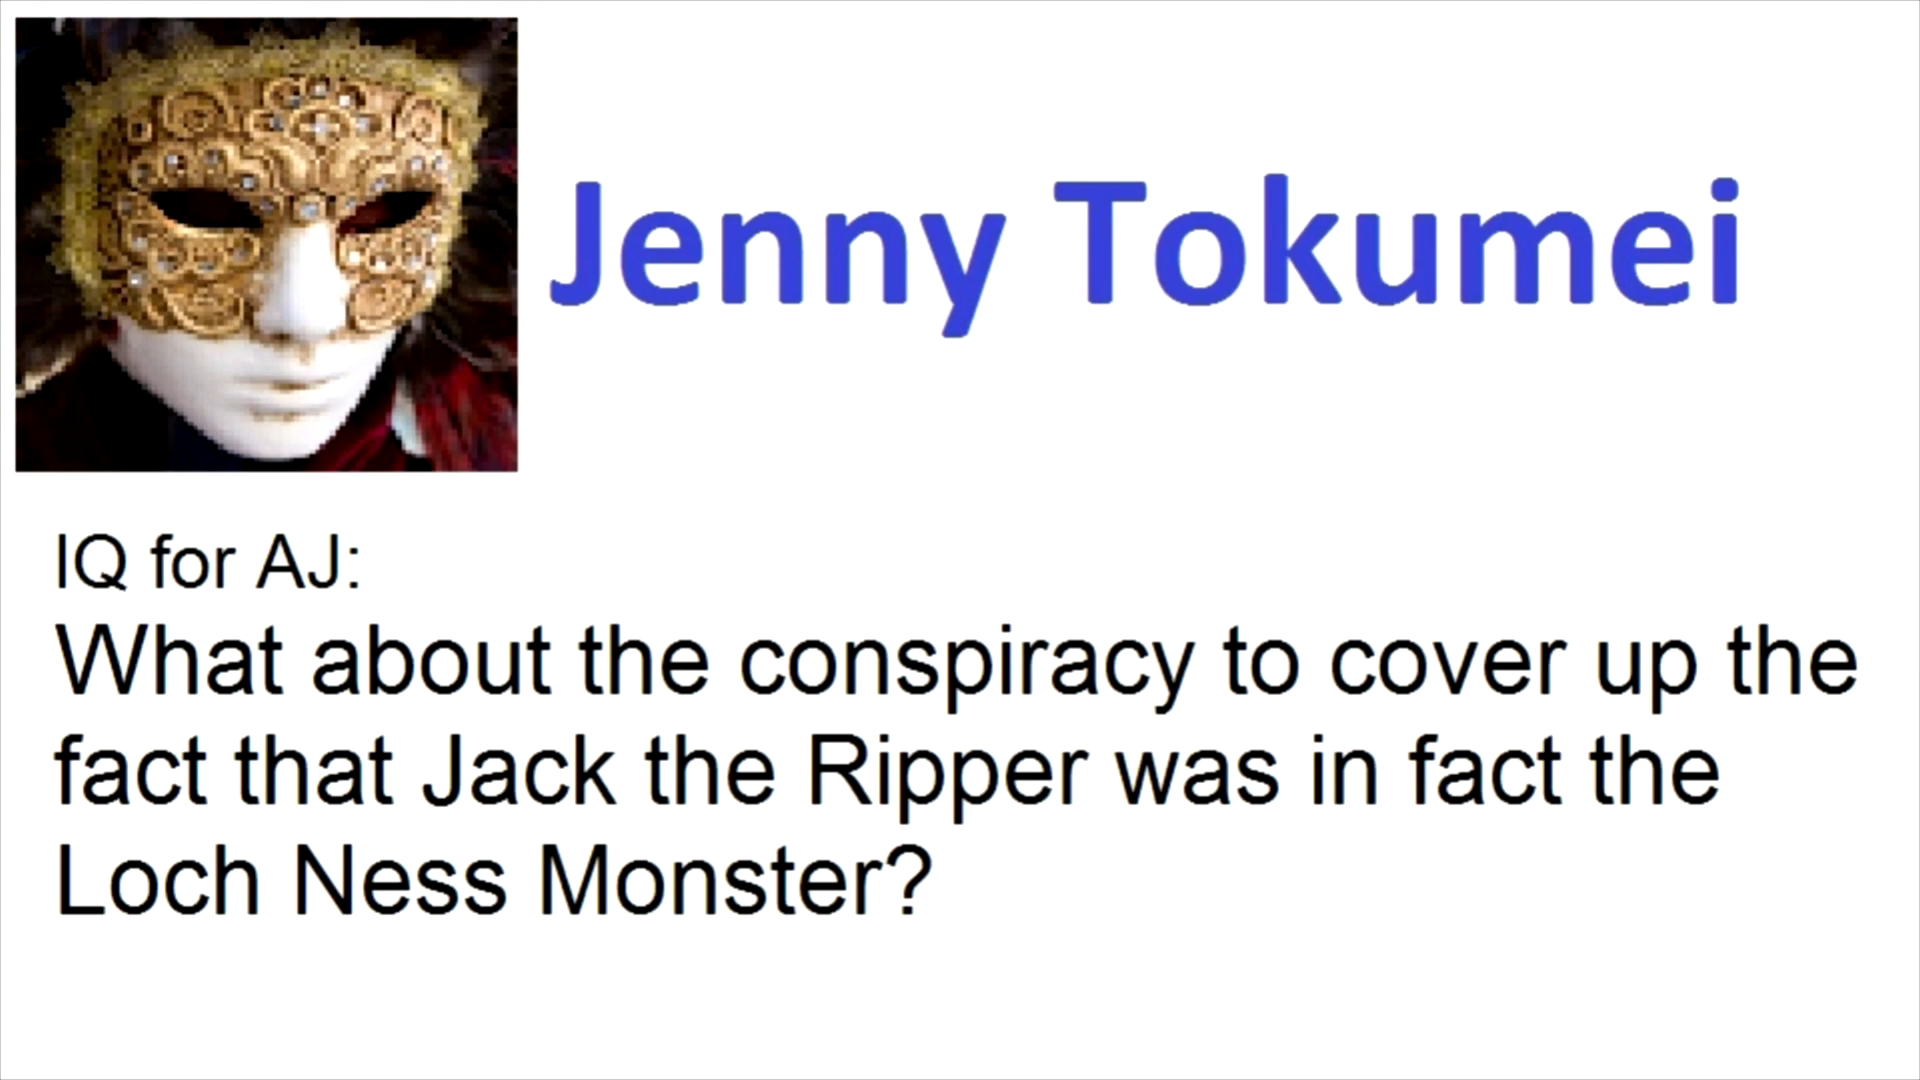 Jenny Tokumei
IQ for AJ:
What about the conspiracy to cover up the
fact that Jack the Ripper was in fact the
Loch Ness Monster?